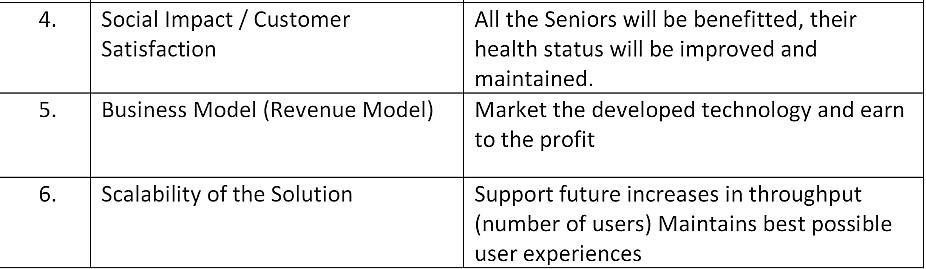 4. Social Impact / Customer All the Seniors will be benefitted, their
Satisfaction health status will be improved and
maintained.
5. Business Model (Revenue Model) Market the developed technology and earn
to the profit
6. Scalability of the Solution Support future increases in throughput
(number of users) Maintains best possible
user experiences